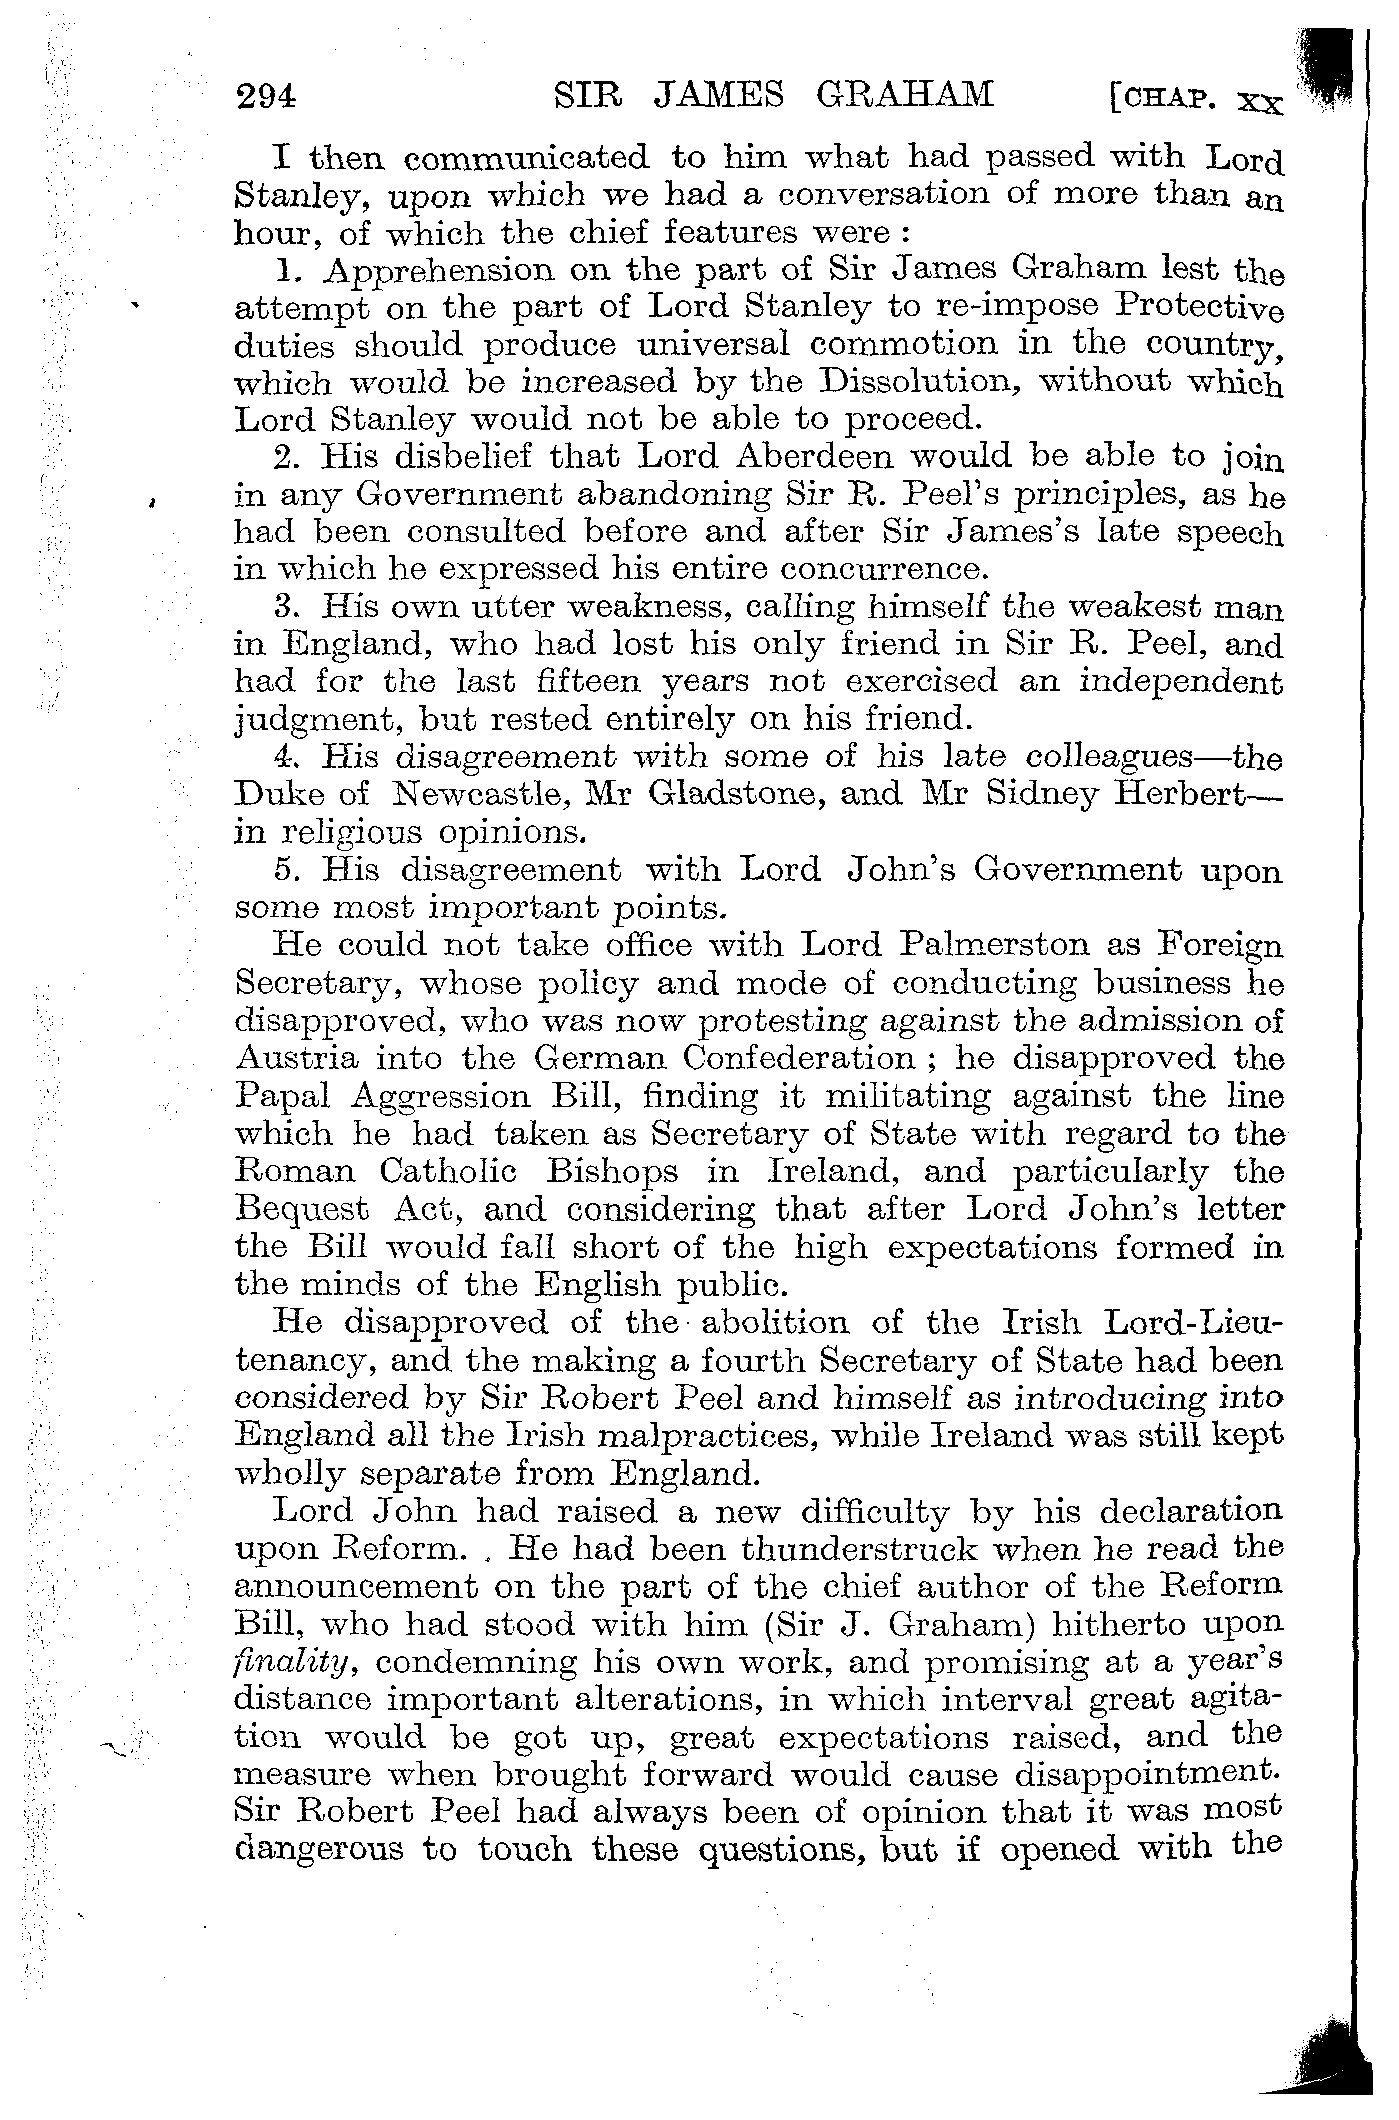 294 SIR JAMES GRAHAM [CHAP. XX
I then communicated to him what had passed with Lord
Stanley, upon which we had a conversation of more than an
hour, of which the chief features were :
1. Apprehension on the part of Sir James Graham lest the
attempt on the part of Lord Stanley to re-impose Protective
duties should produce universal commotion in the country,
which would be increased by the Dissolution, without which
Lord Stanley would not be able to proceed.
2. His disbelief that Lord Aberdeen would be able to join
in any Government abandoning Sir R. Peel's principles, as he
had been consulted before and after Sir James's late speech
in which he expressed his entire concurrence.
3. His own utter weakness, calling himself the weakest man
in England, who had lost his only friend in Sir R. Peel, and
had for the last fifteen years not exercised an independent
judgment, but rested entirely on his friend.
4. His disagreement with some of his late colleagues—the
Duke of Newcastle, Mr Gladstone, and Mr Sidney Herbert—
in religious opinions.
5. His disagreement with Lord John's Government upon
some most important points.
He could not take office with Lord Palmerston as Foreign
Secretary, whose policy and mode of conducting business he
disapproved, who was now protesting against the admission of
Austria into the German Confederation ; he disapproved the
Papal Aggression Bill, finding it militating against the line
which he had taken as Secretary of State with regard to the
Roman Catholic Bishops in Ireland, and particularly the
Bequest Act, and considering that after Lord John's letter
the Bill would fall short of the high expectations formed in
the minds of the English public.
He disapproved of the abolition of the Irish Lord-Lieu-
tenancy, and the making a fourth Secretary of State had been
considered by Sir Robert Peel and himself as introducing into
England all the Irish malpractices, while Ireland was still kept
wholly separate from England.
Lord John had raised a new difficulty by his declaration
upon Reform. He had been thunderstruck when he read the
announcement on the part of the chief author of the Reform
Bill, who had stood with him (Sir J. Graham) hitherto upon
finality, condemning his own work, and promising at a year's
distance important alterations, in which interval great agita-
tion would be got up, great expectations raised, and the
measure when brought forward would cause disappointment.
Sir Robert Peel had always been of opinion that it was most
dangerous to touch these questions, but if opened with the